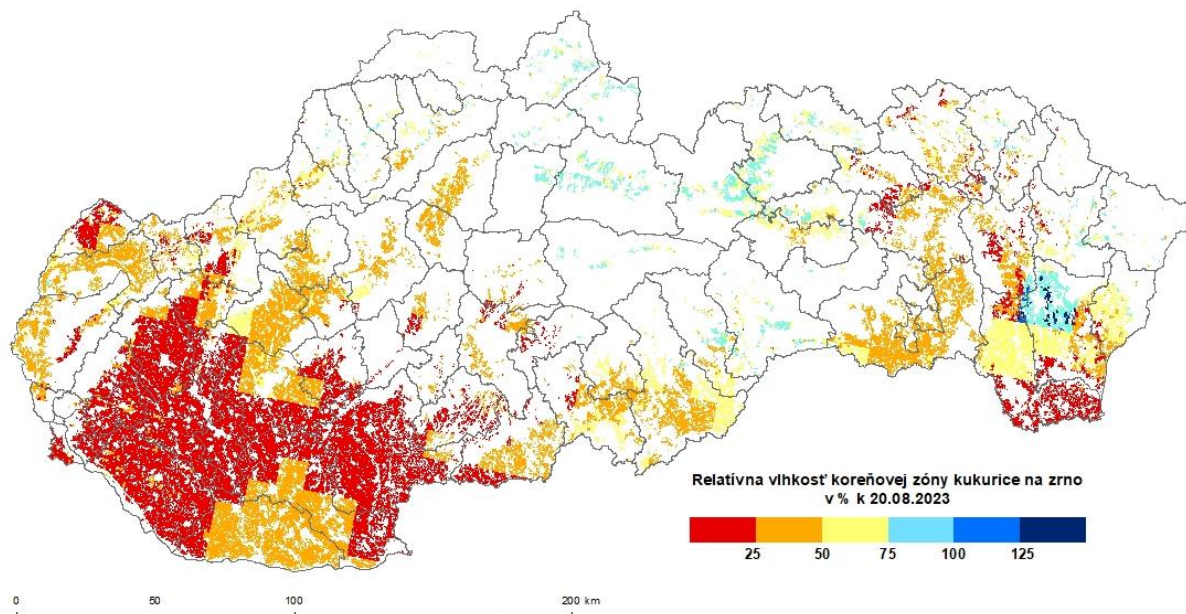 Relatívna vlhkosť koreňovej zóny kukurice na zrno
v % k 20.08.2023
25 50 75 100 125
0 50 100 200 km